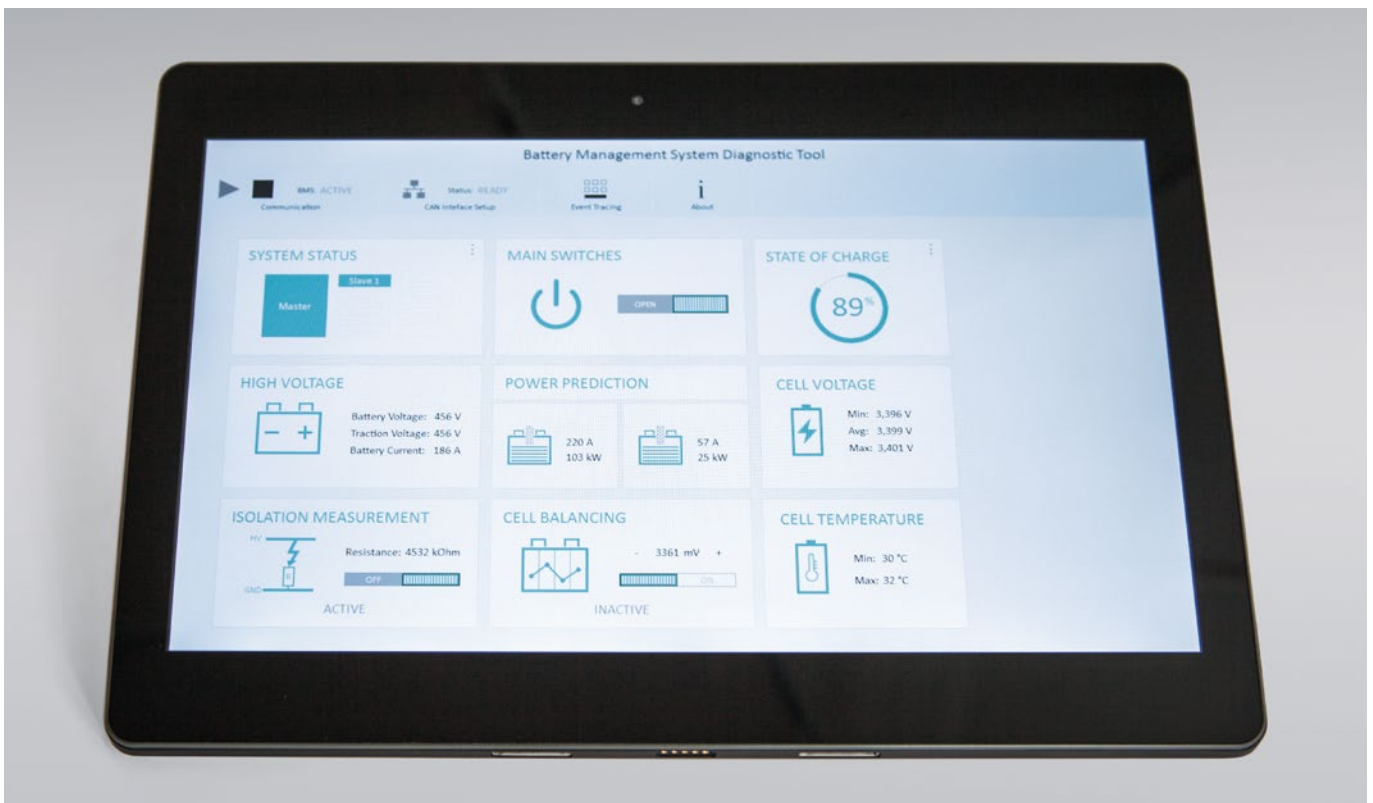 Battery Management System Diagnostic Tool
BMS: ACTIVE
Communication
Status: READY
CAN Inteface Setup
Event Tracing
i
About
SYSTEM STATUS
Master
Slave 1
MAIN SWITCHES
OPEN
STATE OF CHARGE
89%
HIGH VOLTAGE
Battery Voltage: 456 V
Traction Voltage: 456 V
Battery Current: 186 A
POWER PREDICTION
220 A
103 kW
57 A
25 kW
CELL VOLTAGE
Min: 3,396 V
Avg: 3,399 V
Max: 3,401 V
ISOLATION MEASUREMENT
HV
R
GND
Resistance: 4532 kOhm
OFF
ACTIVE
CELL BALANCING
- 3361 mV +
ON
INACTIVE
CELL TEMPERATURE
Min: 30 °C
Max: 32 °C